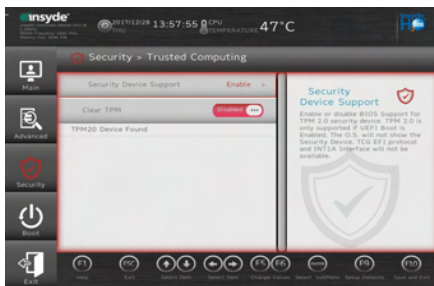 insyde
2017/12/28
THU
13:57:55
CPU
TEMPERATURE
47°C
Security > Trusted Computing
Main
Advanced
Security
Boot
Exit
Security Device Support Enable
Clear TPM Disabled
TPM20 Device Found
Security
Device Support
Enable or disable BIOS Support for
TPM 2.0 security device. TPM 2.0 is
only supported if UEFI Boot is
Enabled. The O.S. will not show the
Security Device. TCG EFI protocol
and INT1A Interface will not be
available.
F1 ESC F5 F6 ENTER F9 F10
Help Exit Select Item Select Item Change Values Select SubMenu Setup Defaults Save and Exit